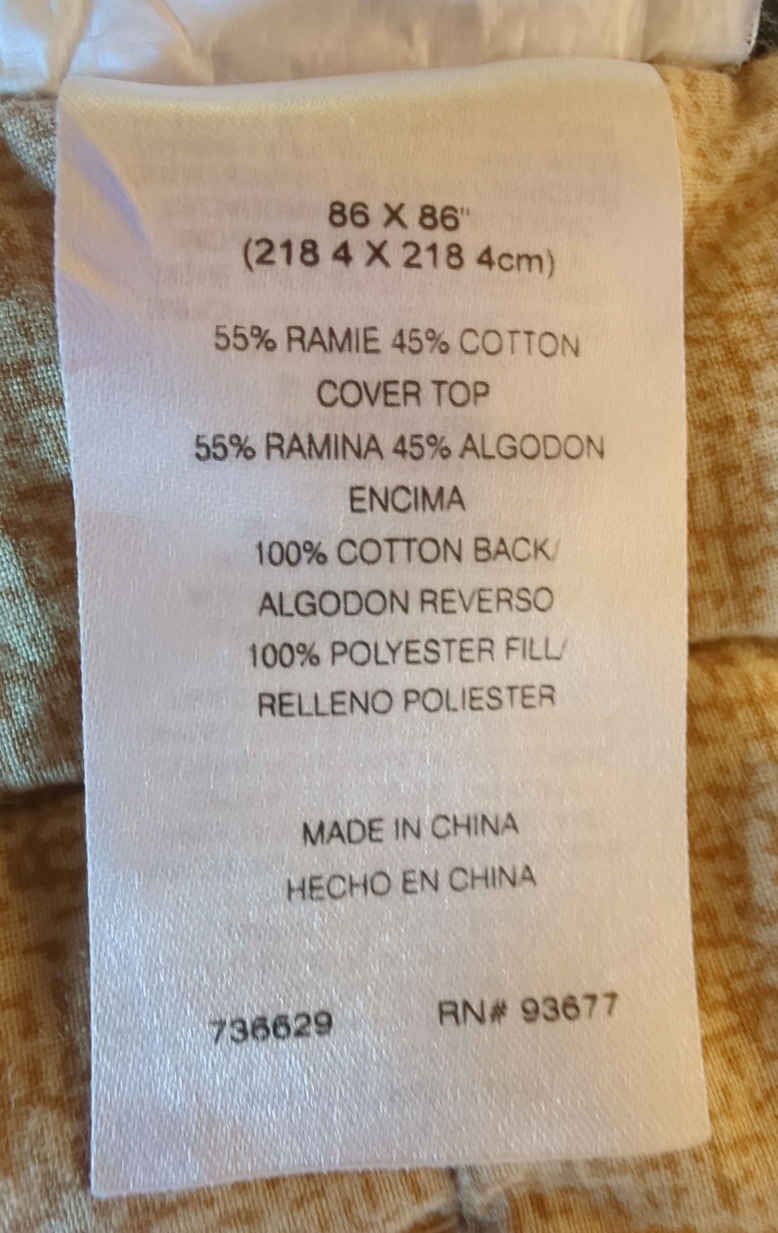 86 X 86"
(218 4 X 218 4cm)
55% RAMIE 45% COTTON
COVER TOP
55% RAMINA 45% ALGODON
ENCIMA
100% COTTON BACK/
ALGODON REVERSO
100% POLYESTER FILL/
RELLENO POLIESTER
MADE IN CHINA
HECHO EN CHINA
736629 RN# 93677